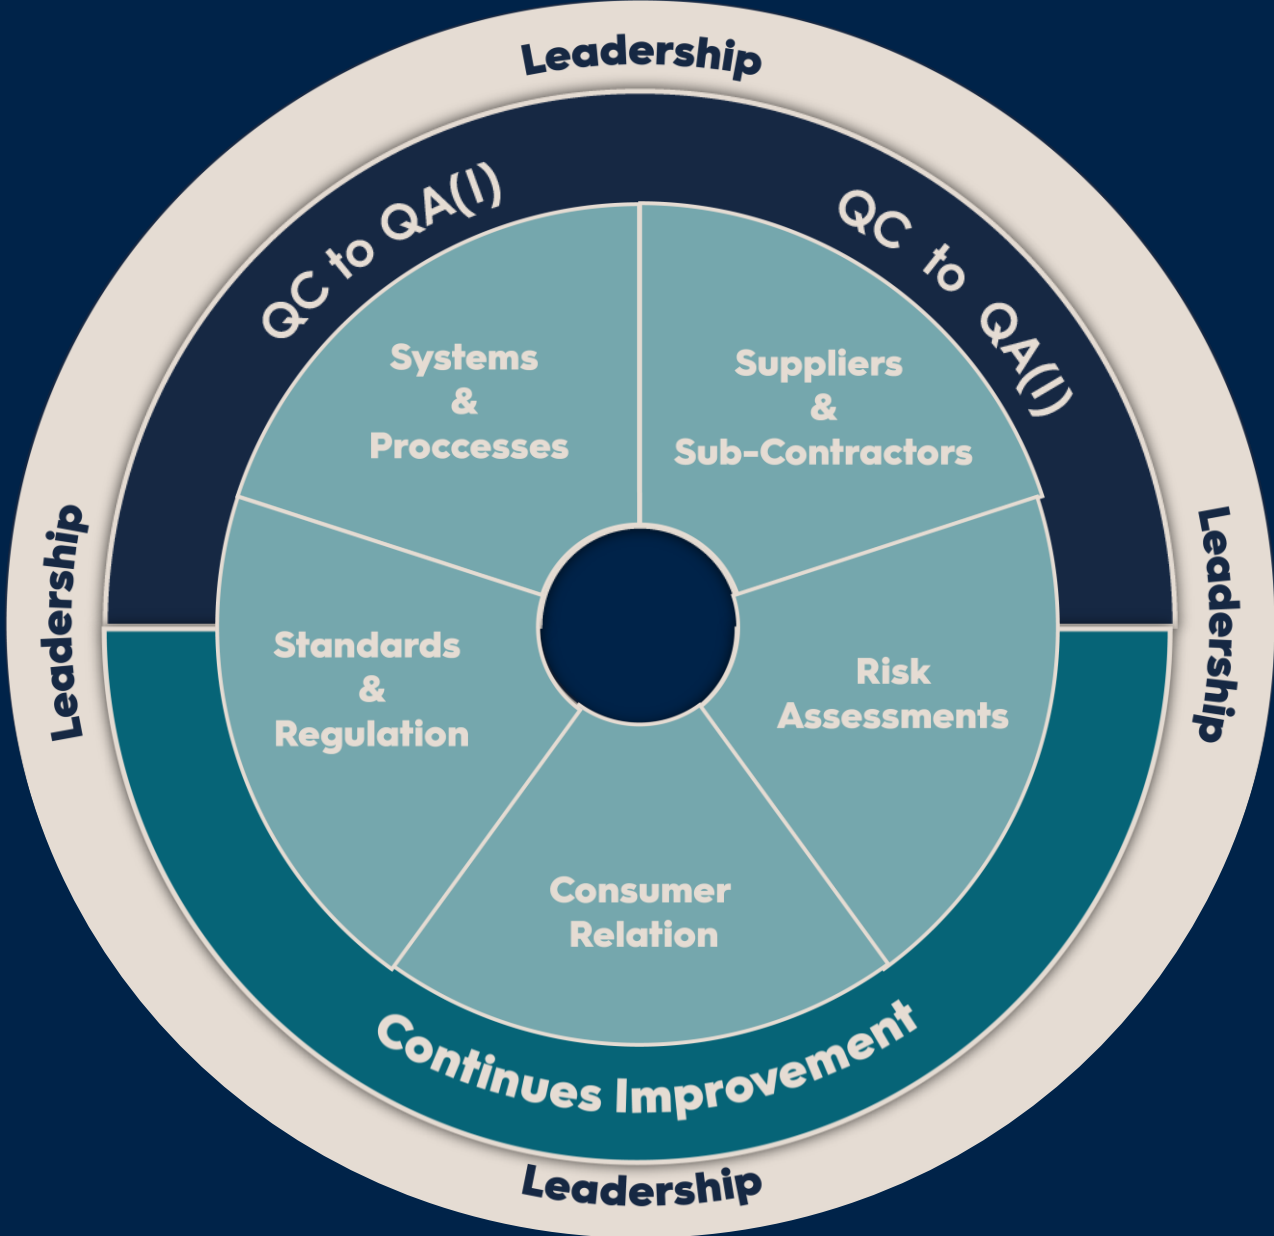 Leadership
QC to QA(I)
QC to QA(I)
Systems
&
Proccesses
Suppliers
&
Sub-Contractors
Leadership
Leadership
Standards
&
Regulation
Risk
Assessments
Consumer
Relation
Continues Improvement
Leadership